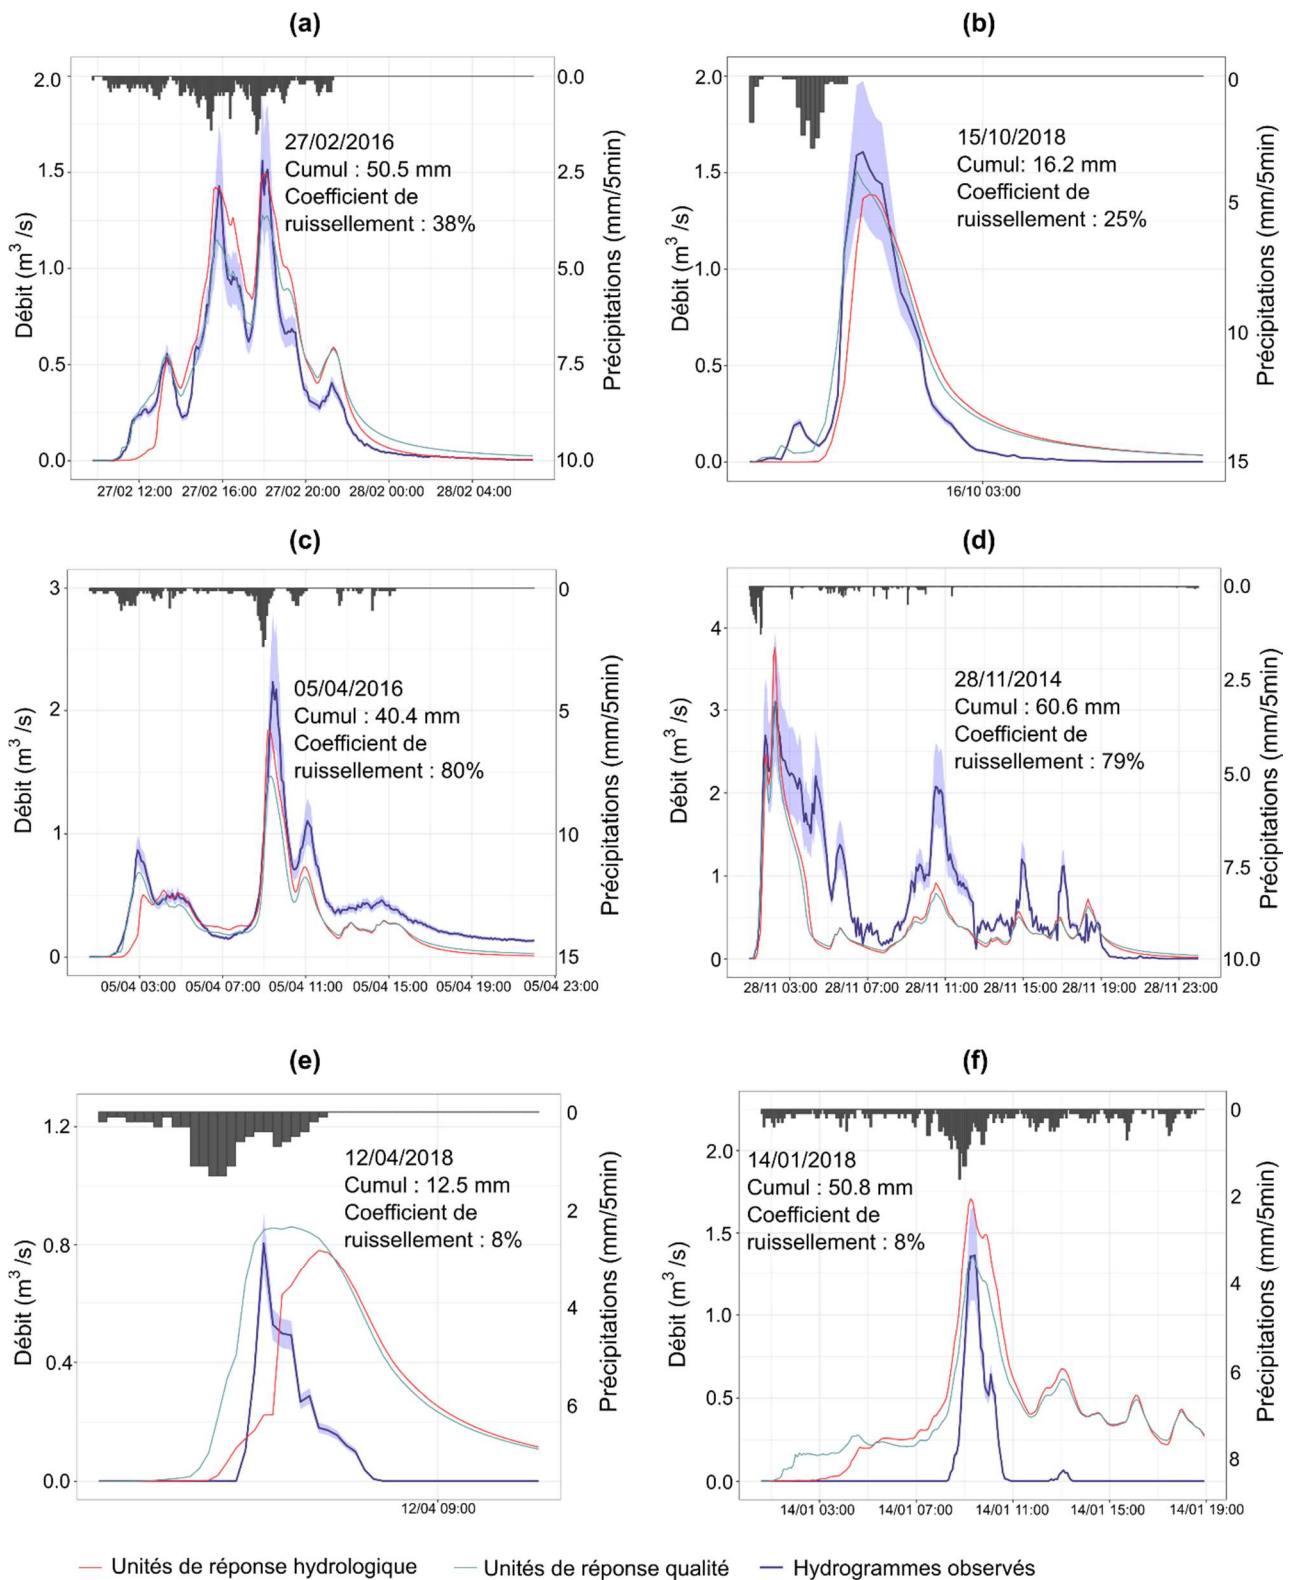 (a)
2.0
1.5
1.0
0.5
0.0
Débit (m³ /s)
27/02/2016
Cumul : 50.5 mm
Coefficient de
ruissellement : 38%
0.0
2.5
5.0
7.5
10.0
Précipitations (mm/5min)
27/02 12:00 27/02 16:00 27/02 20:00 28/02 00:00 28/02 04:00
(b)
2.0
1.5
1.0
0.5
0.0
Débit (m³ /s)
15/10/2018
Cumul: 16.2 mm
Coefficient de
ruissellement : 25%
0
5
10
15
Précipitations (mm/5min)
16/10 03:00
(c)
3
2
1
0
Débit (m³ /s)
05/04/2016
Cumul : 40.4 mm
Coefficient de
ruissellement : 80%
0
5
10
15
Précipitations (mm/5min)
05/04 03:00 05/04 07:00 05/04 11:00 05/04 15:00 05/04 19:00 05/04 23:00
(d)
4
3
2
1
0
Débit (m³ /s)
28/11/2014
Cumul : 60.6 mm
Coefficient de
ruissellement : 79%
0.0
2.5
5.0
7.5
10.0
Précipitations (mm/5min)
28/11 03:00 28/11 07:00 28/11 11:00 28/11 15:00 28/11 19:00 28/11 23:00
(e)
1.2
0.8
0.4
0.0
Débit (m³ /s)
12/04/2018
Cumul : 12.5 mm
Coefficient de
ruissellement : 8%
0
2
4
6
Précipitations (mm/5min)
12/04 09:00
(f)
2.0
1.5
1.0
0.5
0.0
Débit (m³ /s)
14/01/2018
Cumul : 50.8 mm
Coefficient de
ruissellement : 8%
0
2
4
6
8
Précipitations (mm/5min)
14/01 03:00 14/01 07:00 14/01 11:00 14/01 15:00 14/01 19:00
Unités de réponse hydrologique Unités de réponse qualité Hydrogrammes observés